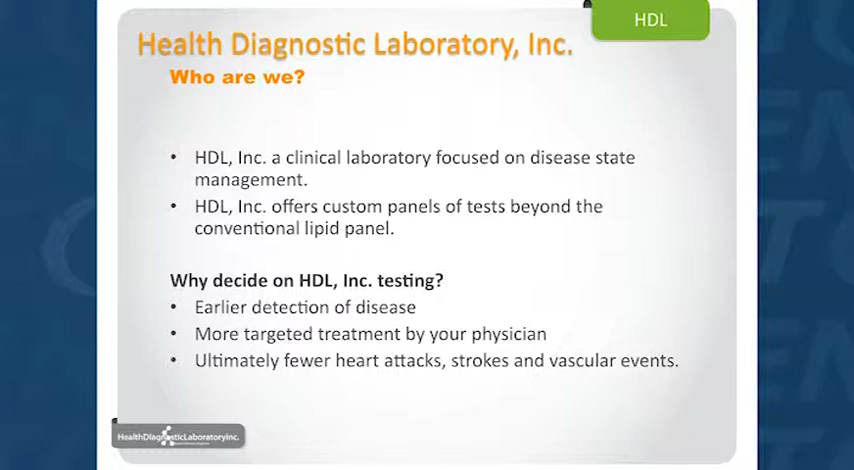 HDL
Health Diagnostic Laboratory, Inc.
Who are we?
• HDL, Inc. a clinical laboratory focused on disease state
management.
• HDL, Inc. offers custom panels of tests beyond the
conventional lipid panel.
Why decide on HDL, Inc. testing?
• Earlier detection of disease
• More targeted treatment by your physician
• Ultimately fewer heart attacks, strokes and vascular events.
HealthDiagnosticLaboratoryInc.